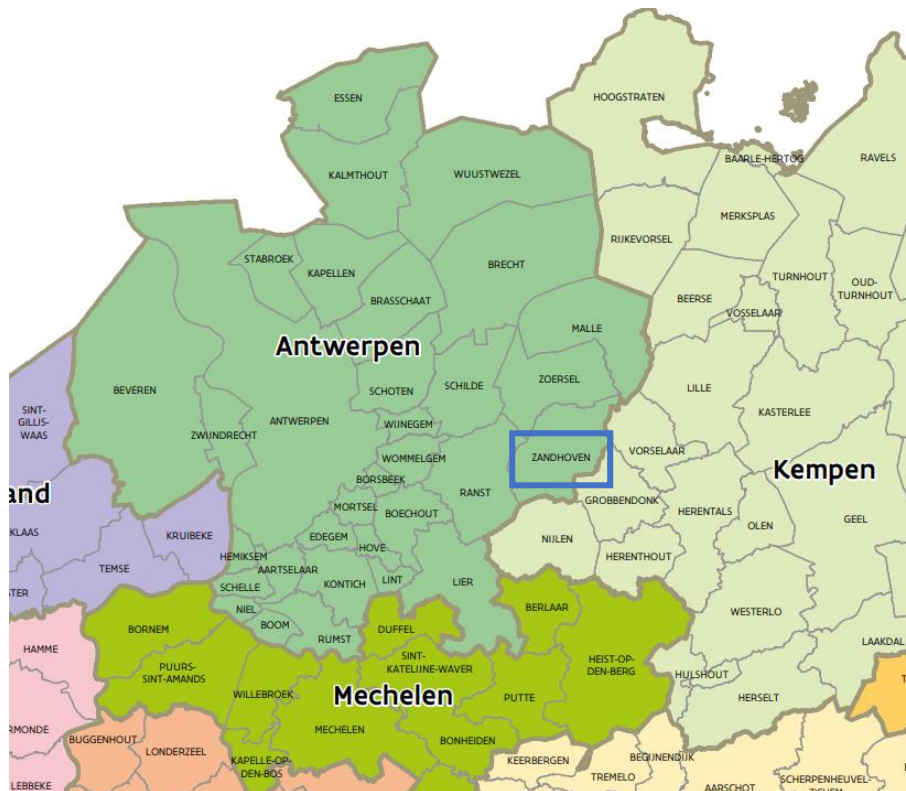 ESSEN
HOOGSTRATEN
KALMTHOUT
WUUSTWEZEL
BAARLE-HERTOG
RAVELS
MERKSPLAS
RIJKEVORSEL
STABROEK
KAPELLEN
BRECHT
TURNHOUT
OUD-
TURNHOUT
BRASSCHAAT
BEERSE
VOSSELAAR
MALLE
Antwerpen
BEVEREN
SCHOTEN
SCHILDE
ZOERSEL
LILLE
KASTERLEE
SINT-
GILLIS-
WAAS
ANTWERPEN
WIJNEGEM
ZWIJNDRECHT
WOMMELGEM
ZANDHOVEN
VORSELAAR
Kempen
BORSBEEK
and
RANST
MORTSEL
BOECHOUT
GROBBENDONK
HERENTALS
OLEN
GEEL
KLAAS
KRUIBEKE
EDEGEM
HOVE
NIJLEN
HERENTHOUT
HEMIKSEM
AARTSELAAR
TEMSE
KONTICH
LINT
LIER
SCHELLE
STER
NIEL
BERLAAR
WESTERLO
BOOM
RUMST
DUFFEL
BORNEM
HAMME
LAAKDAL
SINT-
KATELIJNE-WAVER
HEIST-OP-
DEN-BERG
PUURS-
SINT-AMANDS
HULSHOUT
WILLEBROEK
Mechelen
PUTTE
HERSELT
T
RMONDE
MECHELEN
BUGGENHOUT
BONHEIDEN
LONDERZEEL
KAPELLE-OP-
DEN-BOS
KEERBERGEN
BEGIJNENDIJK
TREMELO
SCHERPENHEUVEL-
ZICHEM
LEBBEKE
AARSCHOT